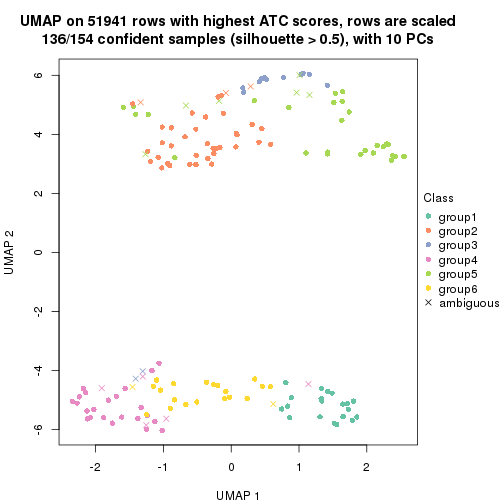 UMAP on 51941 rows with highest ATC scores, rows are scaled
136/154 confident samples (silhouette > 0.5), with 10 PCs
6
4
2
0
-2
-4
-6
UMAP 2
-2
-1
0
1
2
UMAP 1
Class
group1
group2
group3
group4
group5
group6
ambiguous